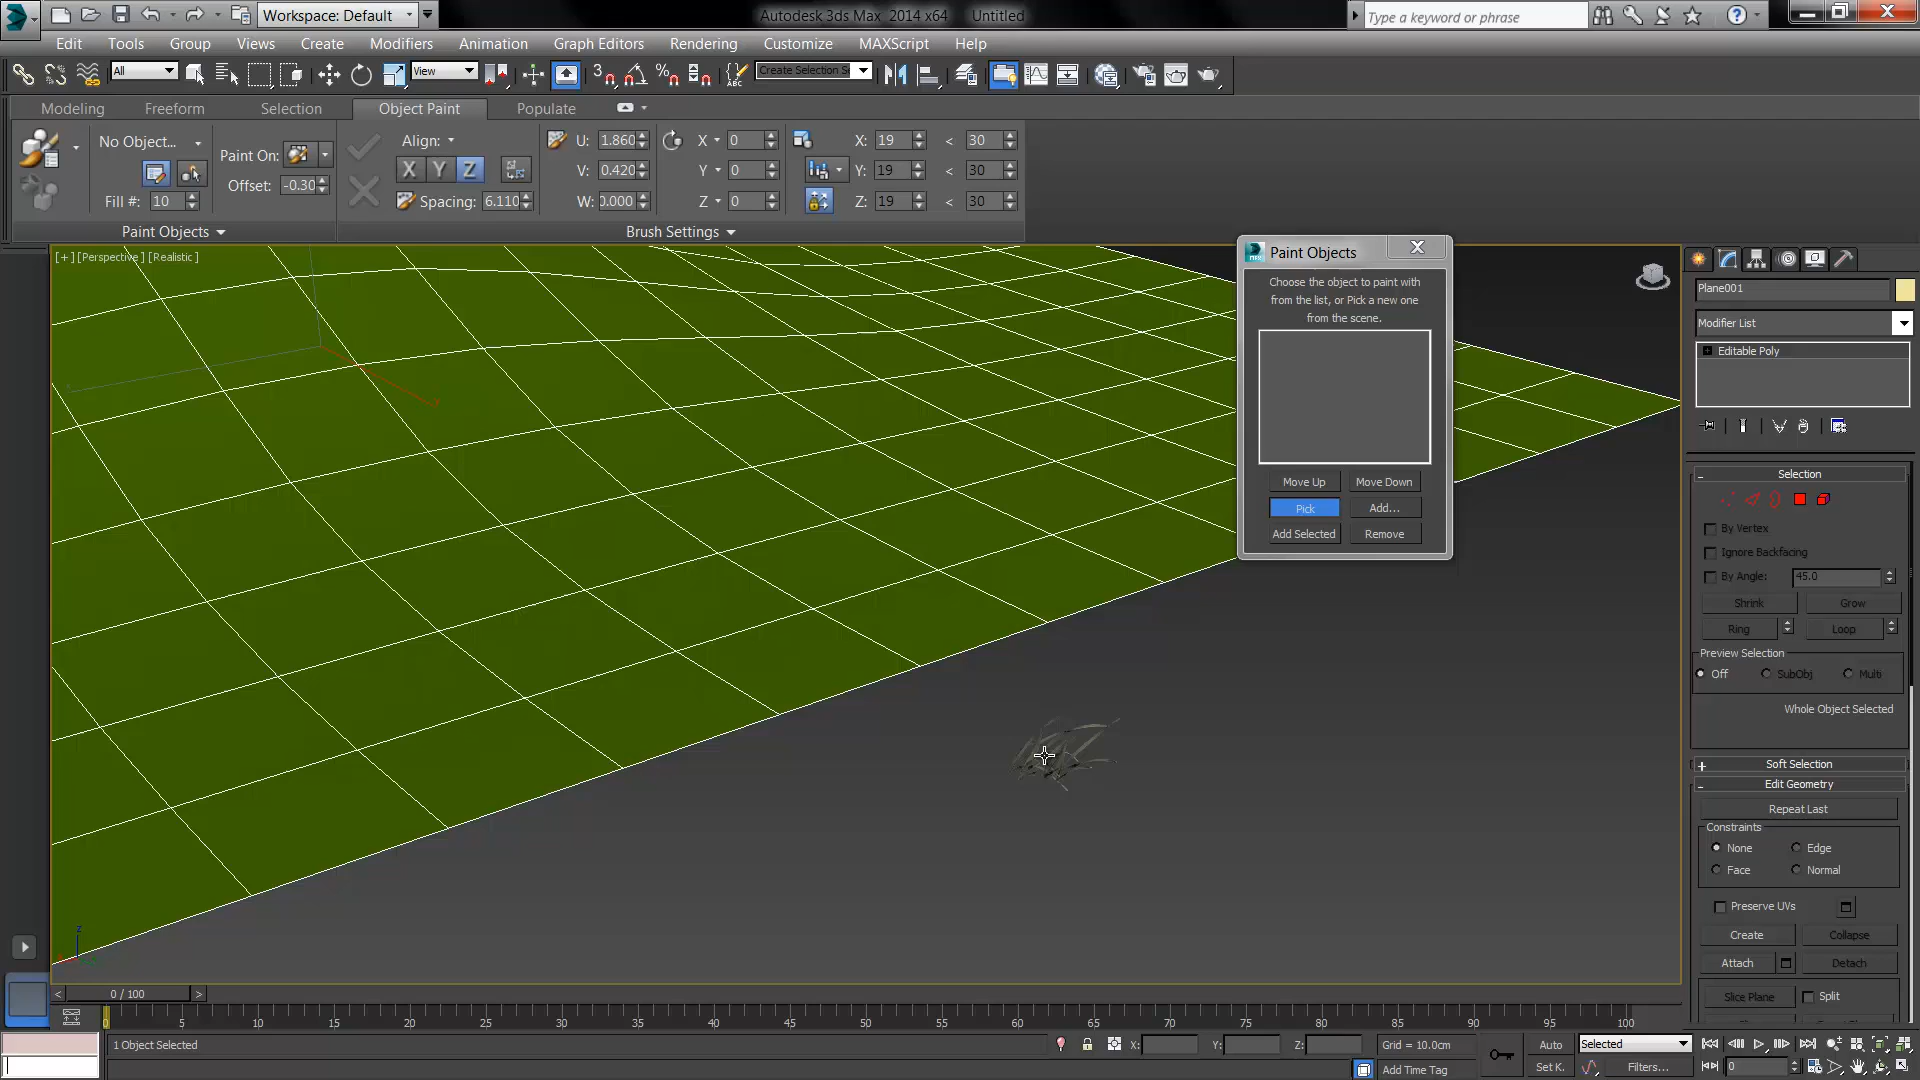 Workspace: Default
Autodesk 3ds Max 2014 x64 Untitled
Type a keyword or phrase
Edit Tools Group Views Create Modifiers Animation Graph Editors Rendering Customize MAXScript Help
All View 3 Create Selection Se
Modeling Freeform Selection Object Paint Populate
No Object...
Paint On:
Offset: -0.30
Fill #: 10
Paint Objects
Align:
X Y Z
Spacing: 6.110
U: 1.860
V: 0.420
W: 0.000
X 0
Y 0
Z 0
X: 19 < 30
Y: 19 < 30
Z: 19 < 30
Brush Settings
[+] [Perspective] [Realistic]
Paint Objects
Choose the object to paint with
from the list, or Pick a new one
from the scene.
Move Up Move Down
Pick Add...
Add Selected Remove
Plane001
Modifier List
Editable Poly
- Selection
By Vertex
Ignore Backfacing
By Angle: 45.0
Shrink Grow
Ring Loop
Preview Selection
Off SubObj Multi
Whole Object Selected
+ Soft Selection
- Edit Geometry
Repeat Last
Constraints
None Edge
Face Normal
Preserve UVs
Create Collapse
Attach Detach
Slice Plane Split
z
< 0 / 100 >
0 5 10 15 20 25 30 35 40 45 50 55 60 65 70 75 80 85 90 95 100
1 Object Selected
X: Y: Z: Grid = 10.0cm
Add Time Tag
Auto Selected
Set K. Filters...
0